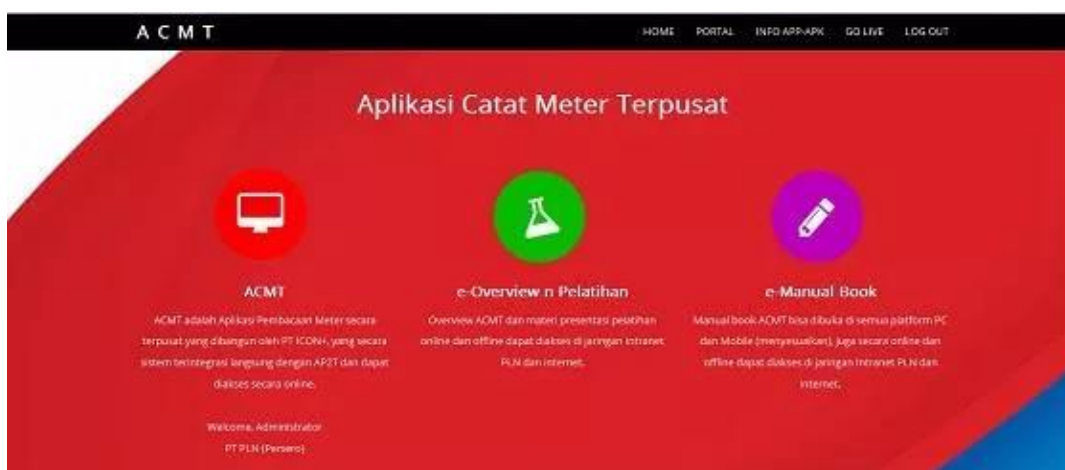 A C M T
HOME PORTAL INFO APP-APK GO LIVE LOG OUT
Aplikasi Catat Meter Terpusat
ACMT
ACMT adalah Aplikasi Pembacaan Meter secara
terpusat yang dibangun oleh PT ICON+, yang secara
sistem terintegrasi langsung dengan AP2T dan dapat
diakses secara online.
Welcome, Administrator
PT PLN (Persero)
e-Overview n Pelatihan
Overview ACMT dan materi presentasi pelatihan
online dan offline dapat diakses di jaringan intranet
PLN dan internet.
e-Manual Book
Manual book ACMT bisa dibuka di semua platform PC
dan Mobile (menyesuaikan), juga secara online dan
offline dapat diakses di jaringan Intranet PLN dan
internet.